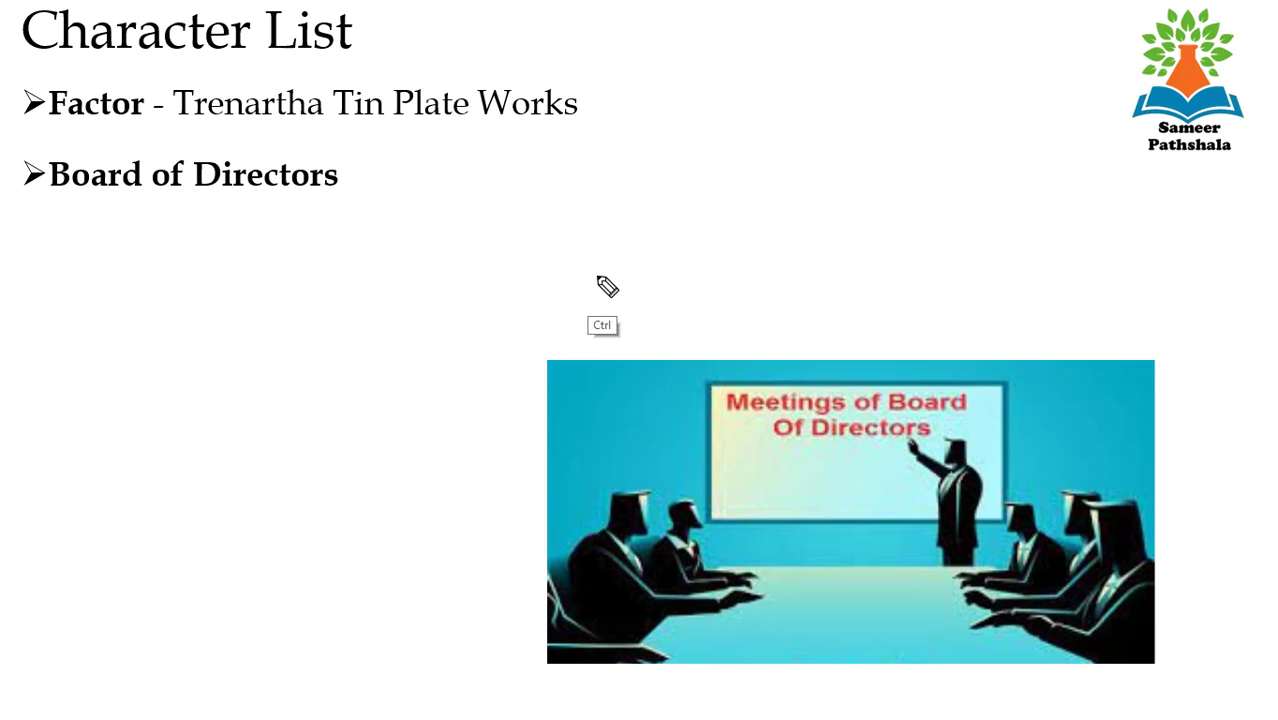 Character List
➢Factor - Trenartha Tin Plate Works
➢Board of Directors
Sameer
Pathshala
Ctrl
Meetings of Board
Of Directors